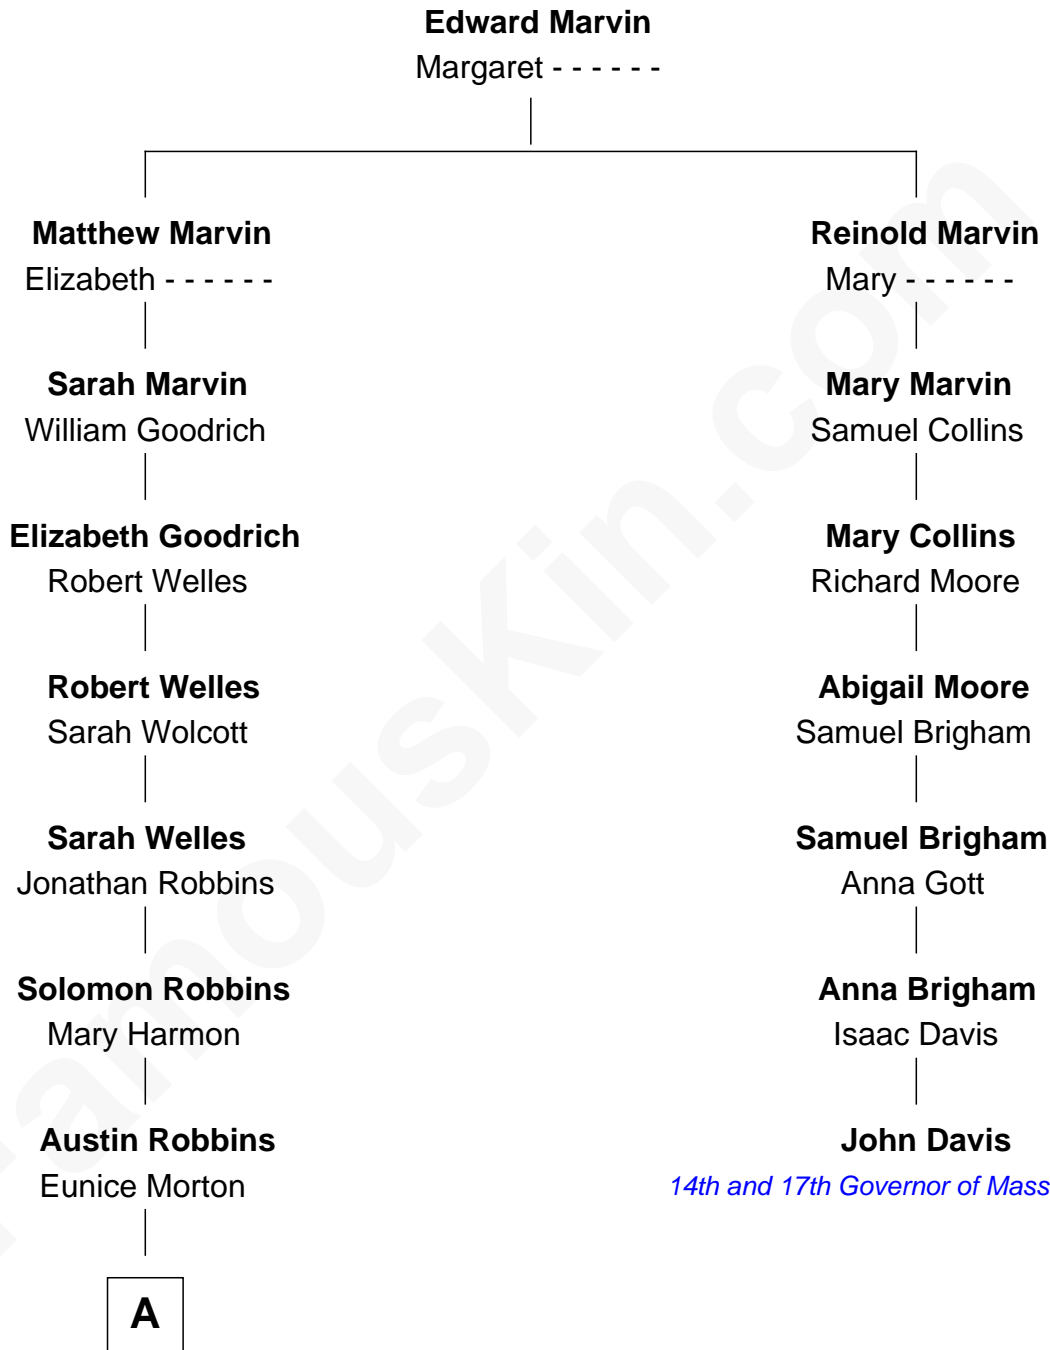 Edward Marvin
Margaret - - - - - -
Matthew Marvin
Elizabeth - - - - - -
Reinold Marvin
Mary - - - - - -
Sarah Marvin
William Goodrich
Mary Marvin
Samuel Collins
Elizabeth Goodrich
Robert Welles
Mary Collins
Richard Moore
Robert Welles
Sarah Wolcott
Abigail Moore
Samuel Brigham
Sarah Welles
Jonathan Robbins
Samuel Brigham
Anna Gott
Solomon Robbins
Mary Harmon
Anna Brigham
Isaac Davis
Austin Robbins
Eunice Morton
John Davis
14th and 17th Governor of Mass
A
FamousKin.com